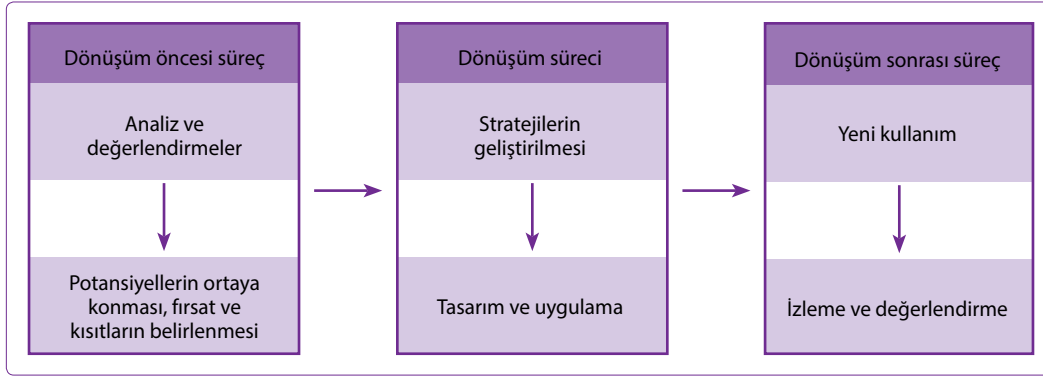 Dönüşüm öncesi süreç
Analiz ve
değerlendirmeler
Potansiyellerin ortaya
konması, fırsat ve
kısıtların belirlenmesi
Dönüşüm süreci
Stratejilerin
geliştirilmesi
Tasarım ve uygulama
Dönüşüm sonrası süreç
Yeni kullanım
İzleme ve değerlendirme